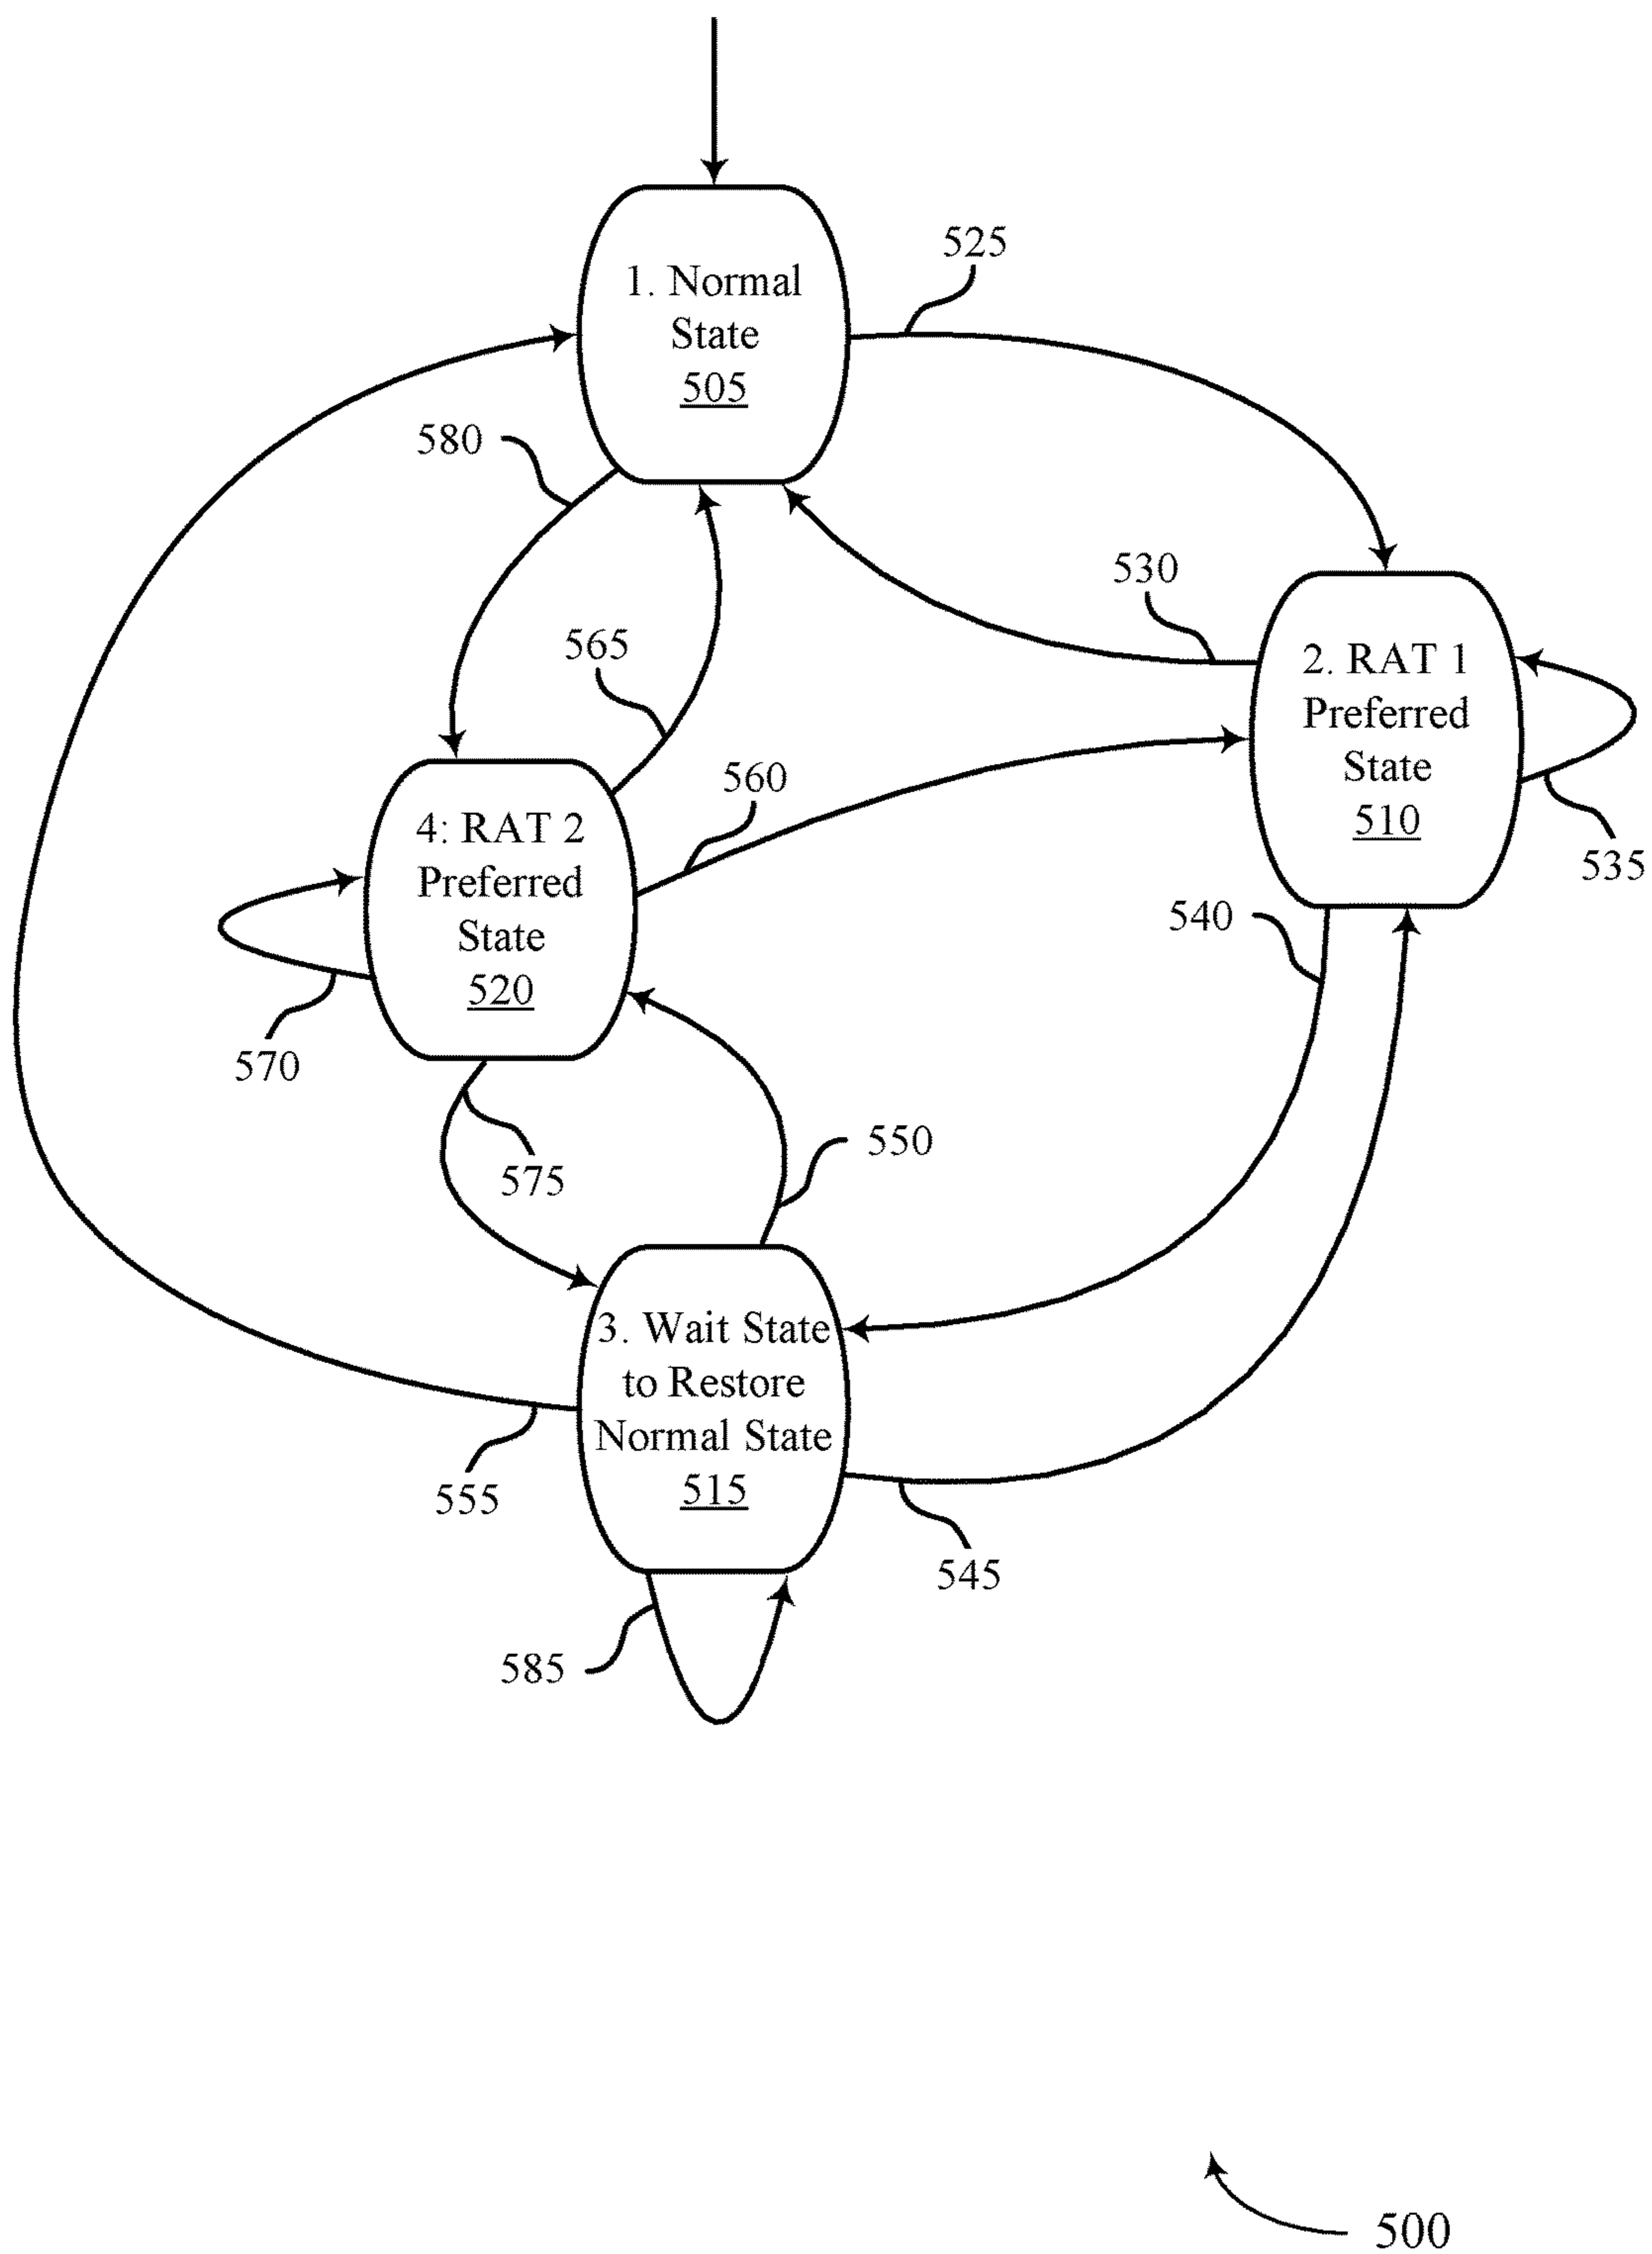 525
1. Normal
State
505
580
530
565
2. RAT 1
Preferred
State
510
560
4: RAT 2
Preferred
State
520
535
540
570
550
575
3. Wait State
to Restore
Normal State
515
555
545
585
500